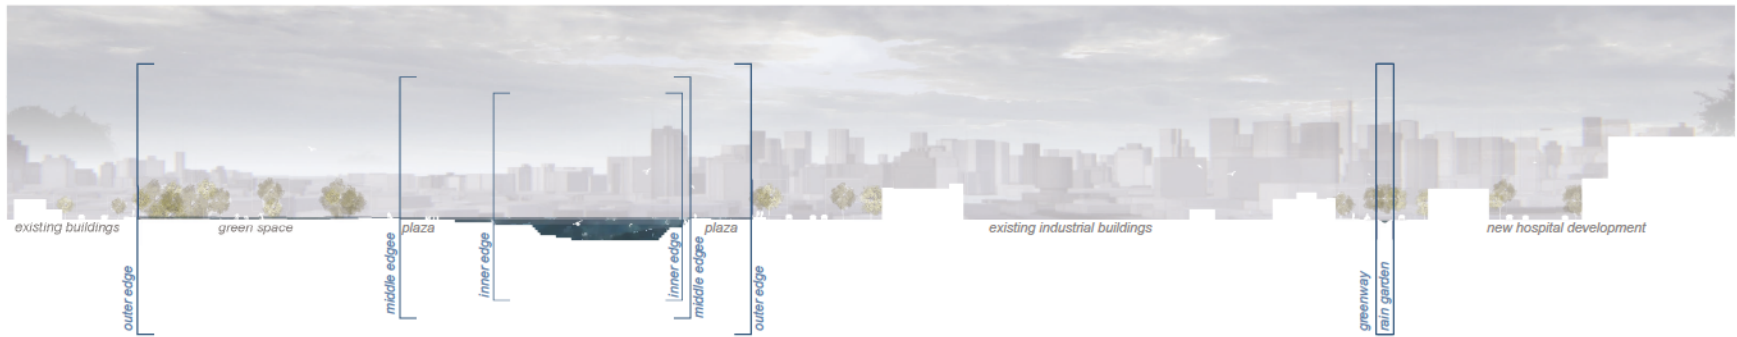 existing buildings
green space
plaza
plaza
existing industrial buildings
new hospital development
outer edge
middle edgee
inner edge
inner edge
middle edgee
outer edge
greenway
rain garden